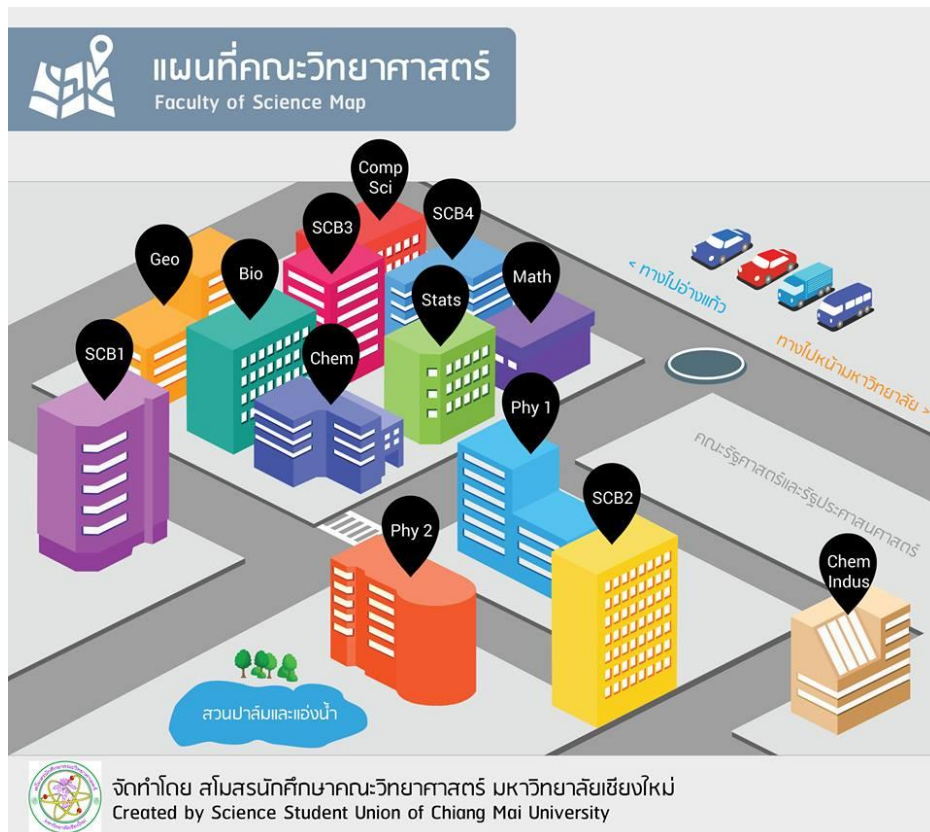 แผนที่คณะวิทยาศาสตร์
Faculty of Science Map
Comp
Sci
SCB3
SCB4
Geo
Bio
Stats
Math
SCB1
Chem
< ทางไปอ่างแก้ว
ทางไปหน้ามหาวิทยาลัย >
Phy 1
คณะรัฐศาสตร์และรัฐประศาสนศาสตร์
SCB2
Phy 2
Chem
Indus
สวนปาล์มและแอ่งน้ำ
จัดทำโดย สโมสรนักศึกษาคณะวิทยาศาสตร์ มหาวิทยาลัยเชียงใหม่
Created by Science Student Union of Chiang Mai University